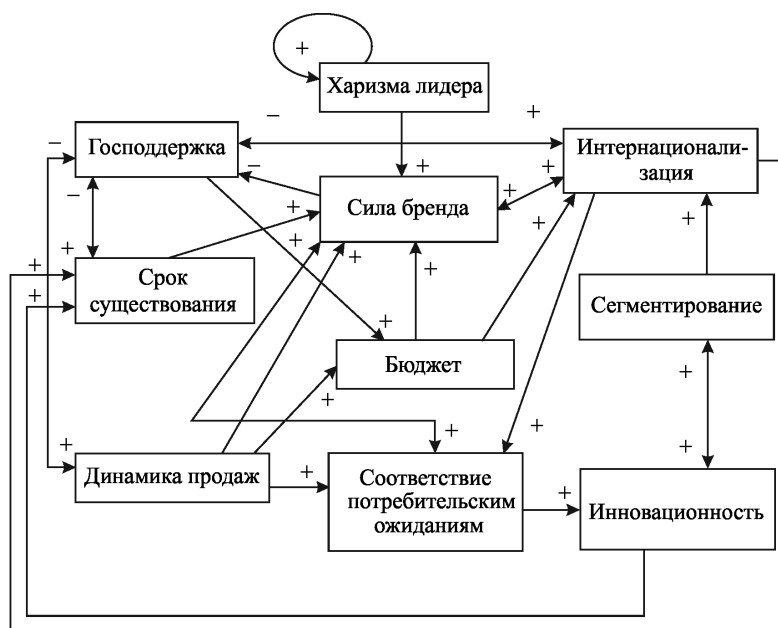 +
Харизма лидера
−
+
−
Господдержка
−
Интернационали-
зация
−
+
+
+
Сила бренда
+
+
+
+
+
+
Срок
существования
+
+
+
Сегментирование
+
Бюджет
+
+
+
+
+
+
Динамика продаж
+
Соответствие
потребительским
ожиданиям
+
Инновационность